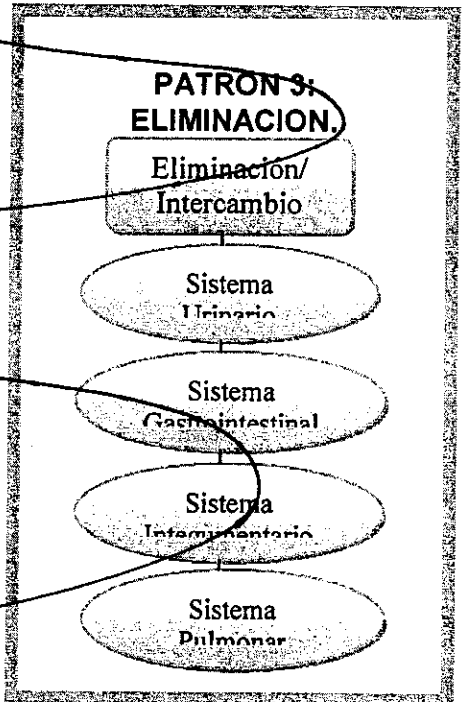 PATRON 3:
ELIMINACION.
Eliminación/
Intercambio
Sistema
Urinario
Sistema
Gastrointestinal
Sistema
Integumentario
Sistema
Pulmonar